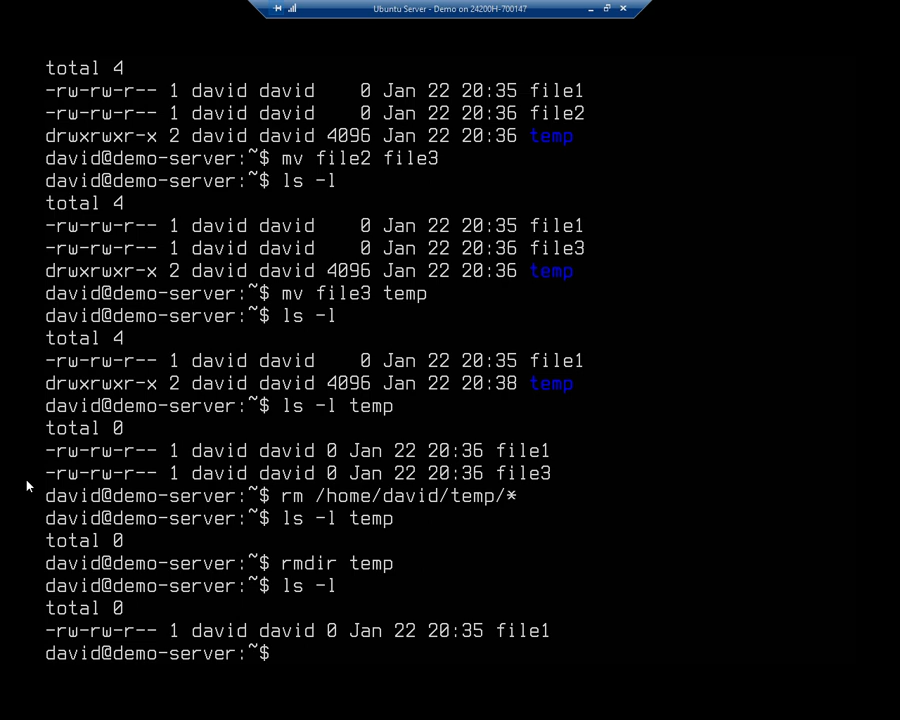 Ubuntu Server - Demo on 24200H-700147
total 4
-rw-rw-r-- 1 david david    0 Jan 22 20:35 file1
-rw-rw-r-- 1 david david    0 Jan 22 20:36 file2
drwxrwxr-x 2 david david 4096 Jan 22 20:36 temp
david@demo-server:~$ mv file2 file3
david@demo-server:~$ ls -l
total 4
-rw-rw-r-- 1 david david    0 Jan 22 20:35 file1
-rw-rw-r-- 1 david david    0 Jan 22 20:36 file3
drwxrwxr-x 2 david david 4096 Jan 22 20:36 temp
david@demo-server:~$ mv file3 temp
david@demo-server:~$ ls -l
total 4
-rw-rw-r-- 1 david david    0 Jan 22 20:35 file1
drwxrwxr-x 2 david david 4096 Jan 22 20:38 temp
david@demo-server:~$ ls -l temp
total 0
-rw-rw-r-- 1 david david 0 Jan 22 20:36 file1
-rw-rw-r-- 1 david david 0 Jan 22 20:36 file3
david@demo-server:~$ rm /home/david/temp/*
david@demo-server:~$ ls -l temp
total 0
david@demo-server:~$ rmdir temp
david@demo-server:~$ ls -l
total 0
-rw-rw-r-- 1 david david 0 Jan 22 20:35 file1
david@demo-server:~$